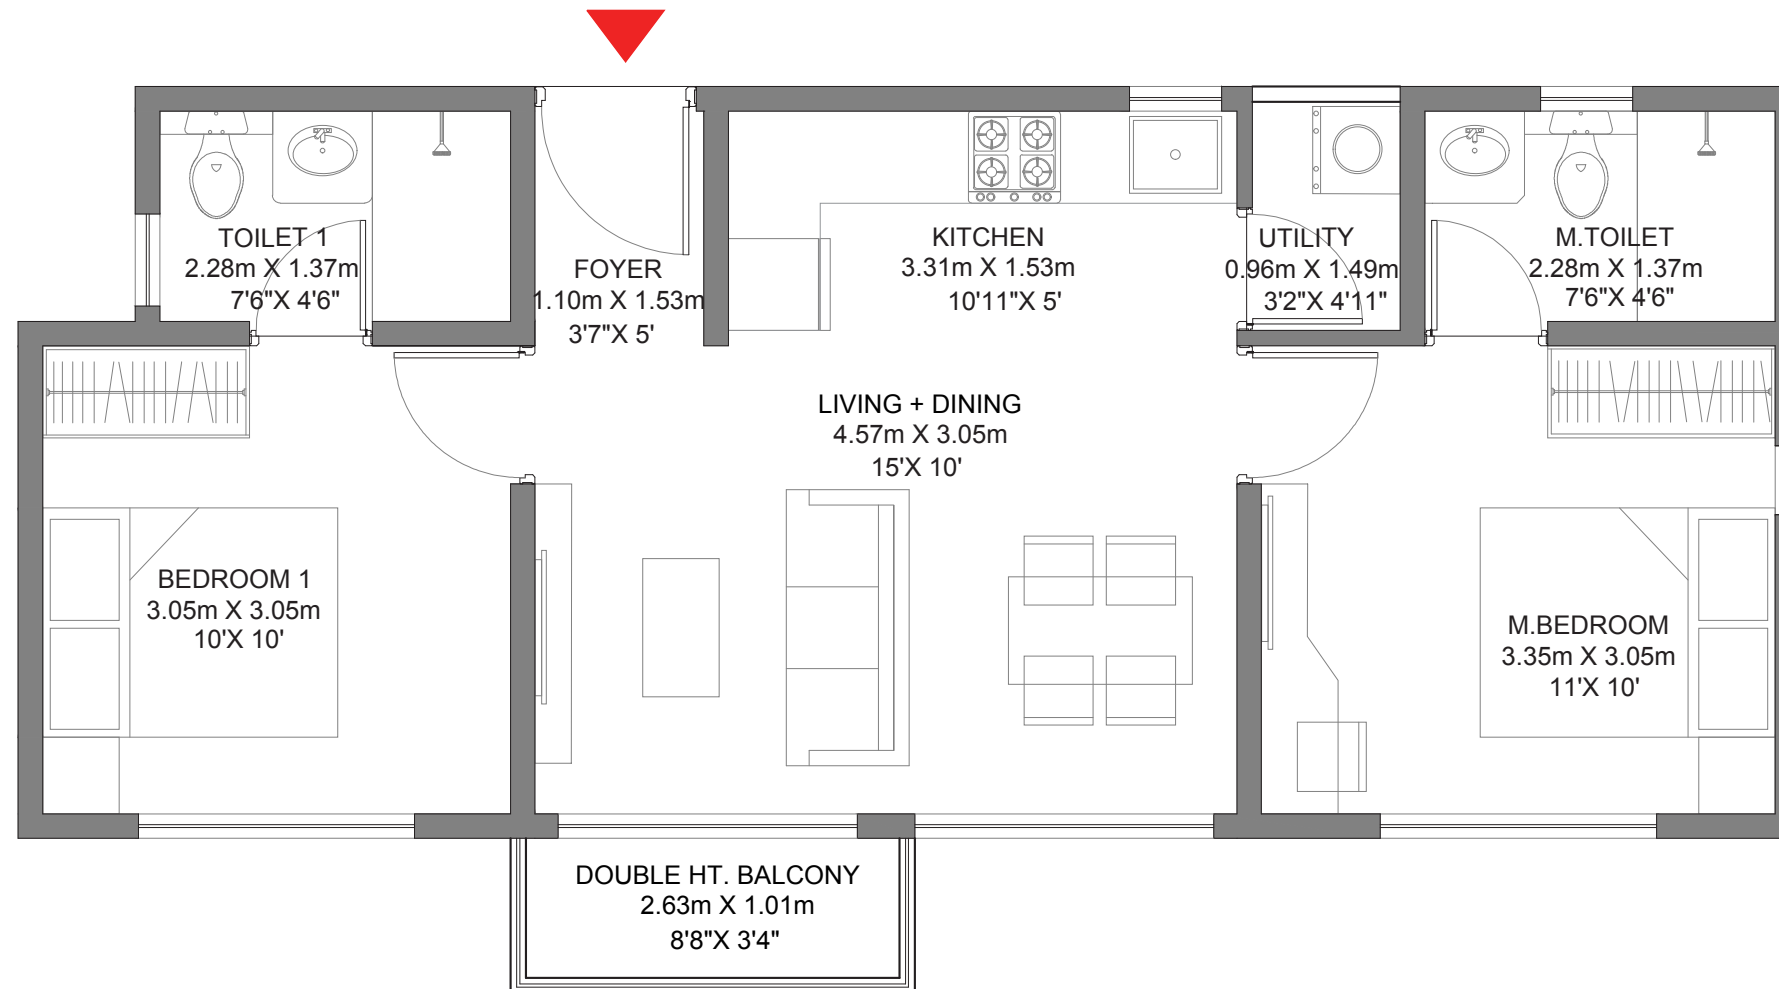 TOILET 1
2.28m X 1.37m
7'6"X 4'6"
FOYER
1.10m X 1.53m
3'7"X 5'
KITCHEN
3.31m X 1.53m
10'11"X 5'
UTILITY
0.96m X 1.49m
3'2"X 4'11"
M.TOILET
2.28m X 1.37m
7'6"X 4'6"
LIVING + DINING
4.57m X 3.05m
15'X 10'
BEDROOM 1
3.05m X 3.05m
10'X 10'
M.BEDROOM
3.35m X 3.05m
11'X 10'
DOUBLE HT. BALCONY
2.63m X 1.01m
8'8"X 3'4"